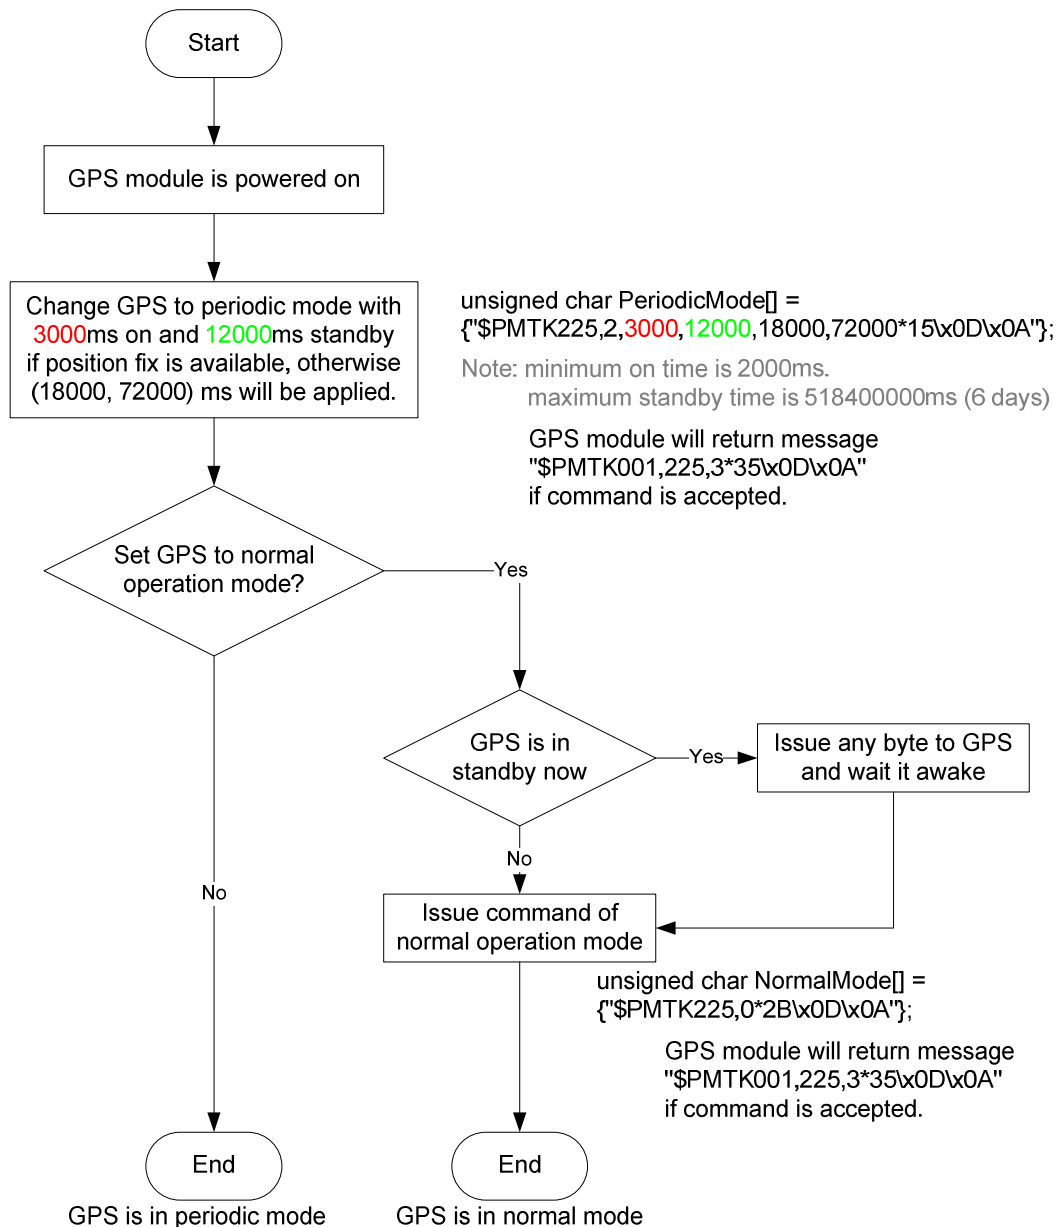 Start
GPS module is powered on
Change GPS to periodic mode with
3000ms on and 12000ms standby
if position fix is available, otherwise
(18000, 72000) ms will be applied.
unsigned char PeriodicMode[] =
{"$PMTK225,2,3000,12000,18000,72000*15\x0D\x0A"};
Note: minimum on time is 2000ms.
maximum standby time is 518400000ms (6 days)
GPS module will return message
"$PMTK001,225,3*35\x0D\x0A"
if command is accepted.
Set GPS to normal
operation mode?
Yes
GPS is in
standby now
Yes
Issue any byte to GPS
and wait it awake
No
No
Issue command of
normal operation mode
unsigned char NormalMode[] =
{"$PMTK225,0*2B\x0D\x0A"};
GPS module will return message
"$PMTK001,225,3*35\x0D\x0A"
if command is accepted.
End
End
GPS is in periodic mode
GPS is in normal mode